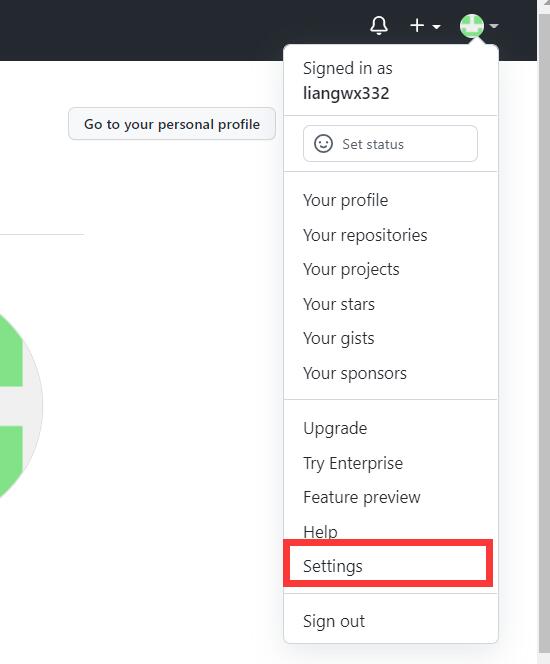 Signed in as
liangwx332
Go to your personal profile
Set status
Your profile
Your repositories
Your projects
Your stars
Your gists
Your sponsors
Upgrade
Try Enterprise
Feature preview
Help
Settings
Sign out